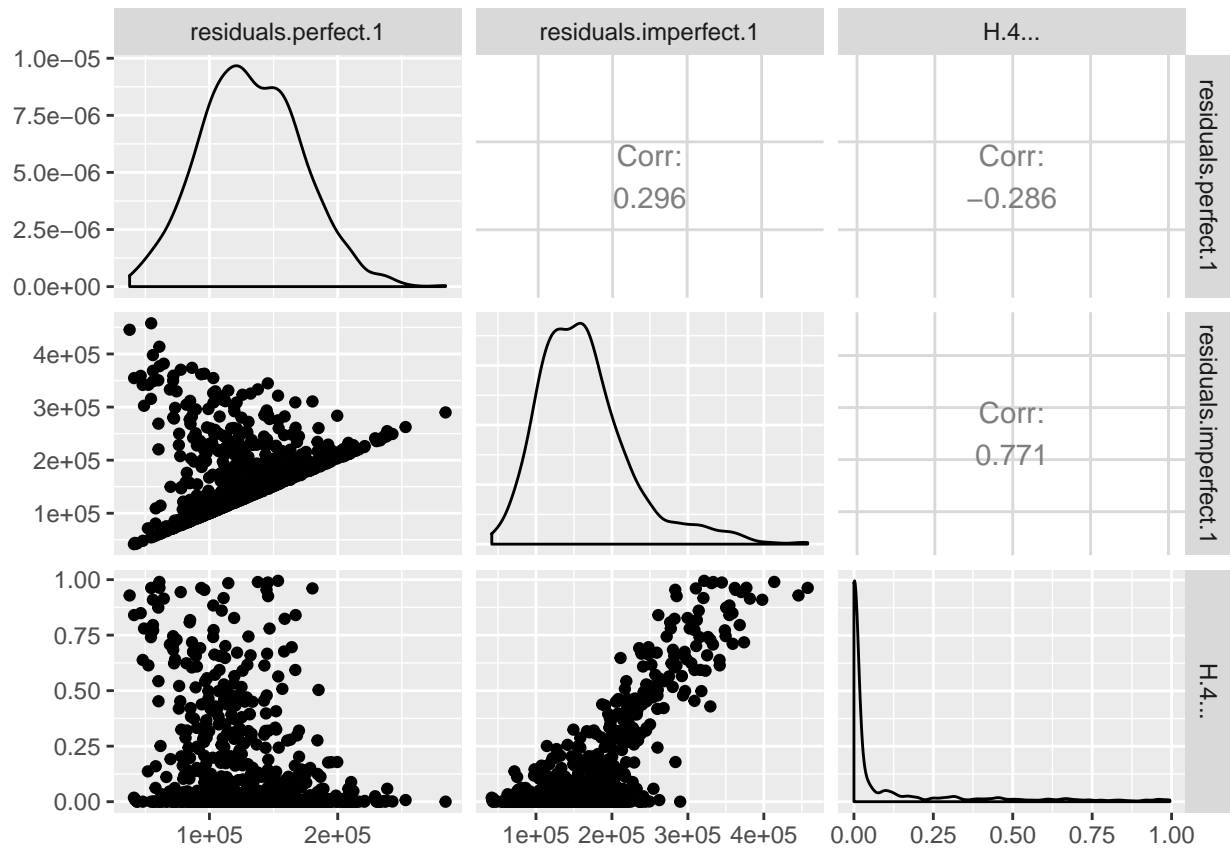 residuals.perfect.1
residuals.imperfect.1
H.4...
1.0e−05
7.5e−06
5.0e−06
2.5e−06
0.0e+00
Corr:
0.296
Corr:
−0.286
residuals.perfect.1
4e+05
3e+05
2e+05
1e+05
Corr:
0.771
residuals.imperfect.1
1.00
0.75
0.50
0.25
0.00
H.4...
1e+05
2e+05
1e+05
2e+05
3e+05
4e+05
0.00
0.25
0.50
0.75
1.00